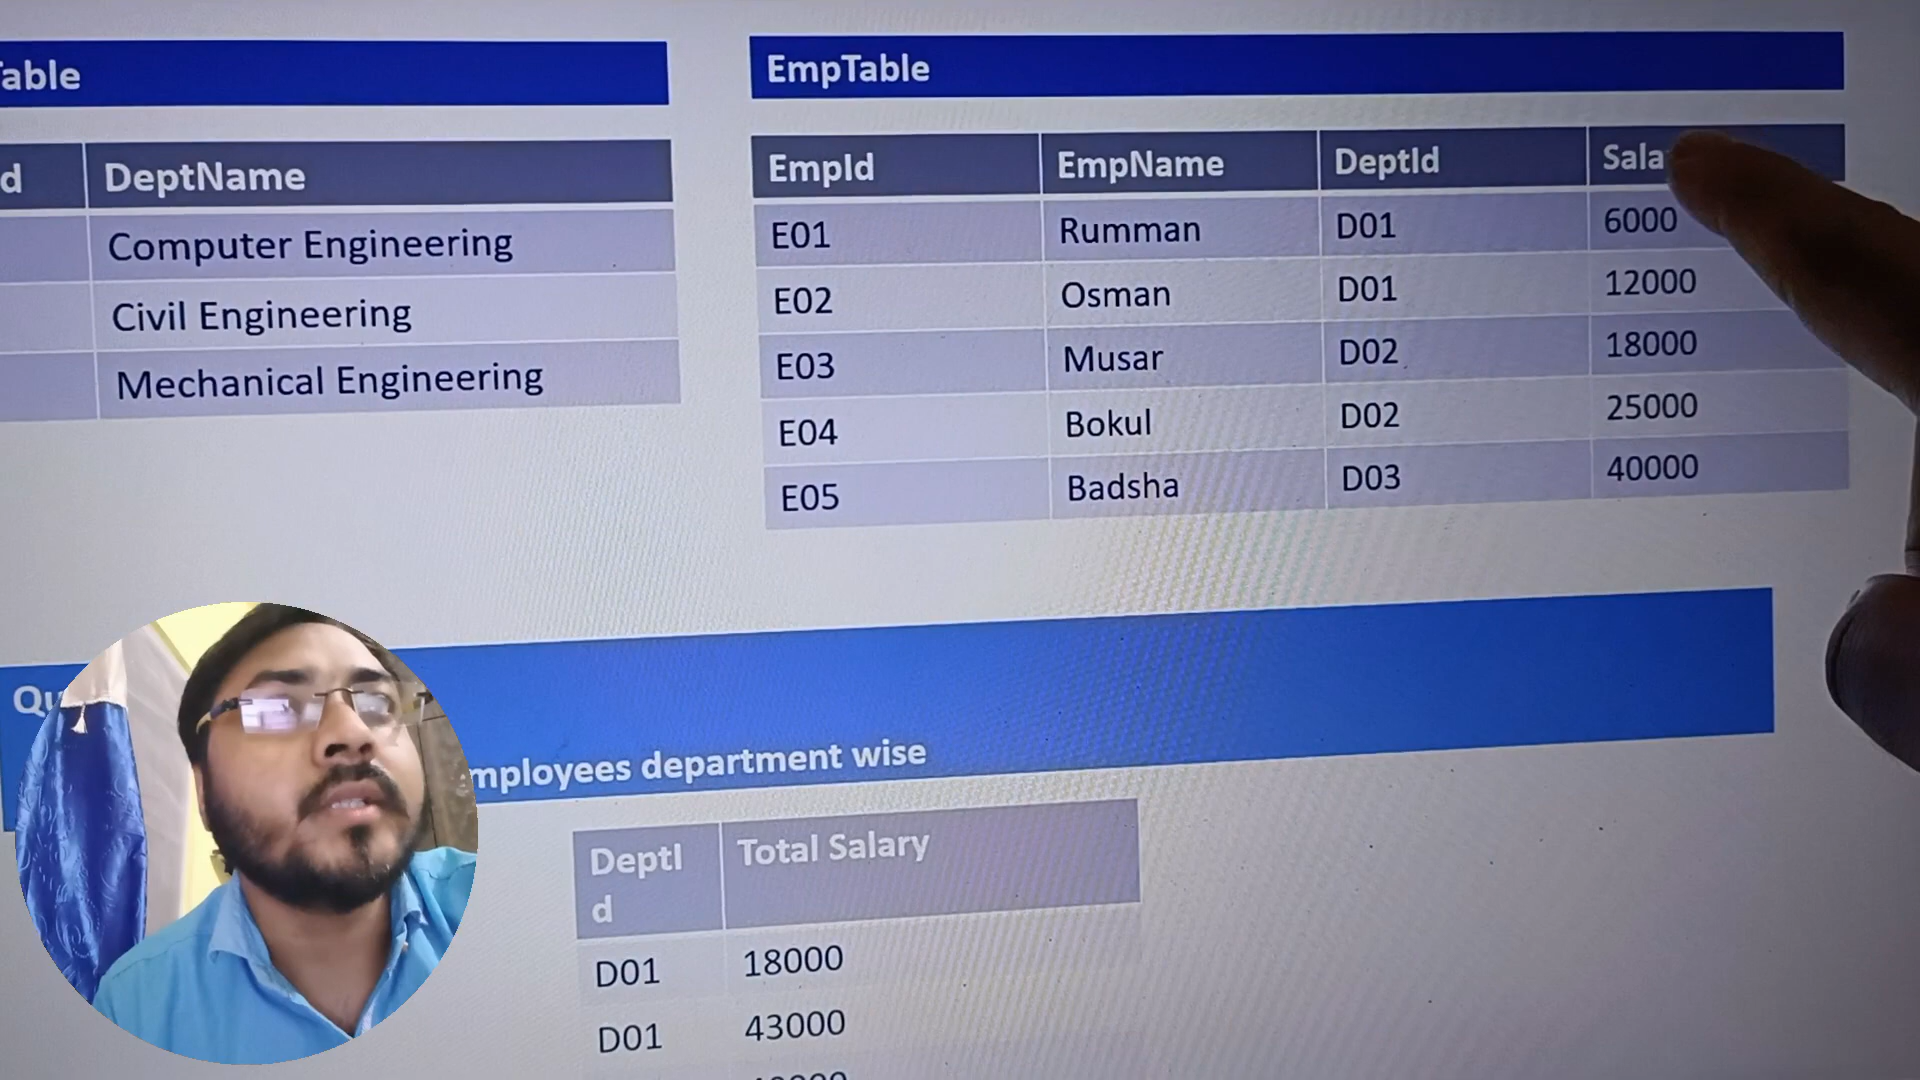 able
DeptName
Computer Engineering
Civil Engineering
Mechanical Engineering
EmpTable
EmpId EmpName DeptId Sala
E01 Rumman D01 6000
E02 Osman D01 12000
E03 Musar D02 18000
E04 Bokul D02 25000
E05 Badsha D03 40000
Qu
mployees department wise
DeptI
d
Total Salary
D01 18000
D01 43000